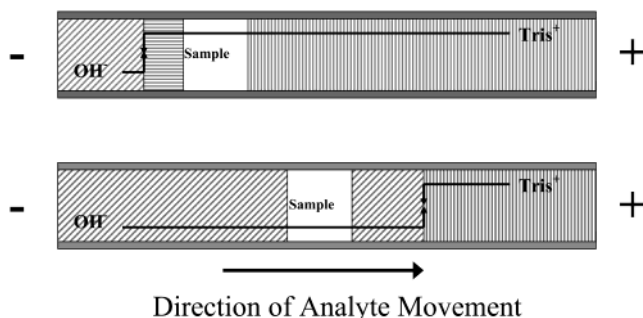 - Sample Tris⁺ +
OH⁻
- Sample Tris⁺ +
OH⁻
Direction of Analyte Movement